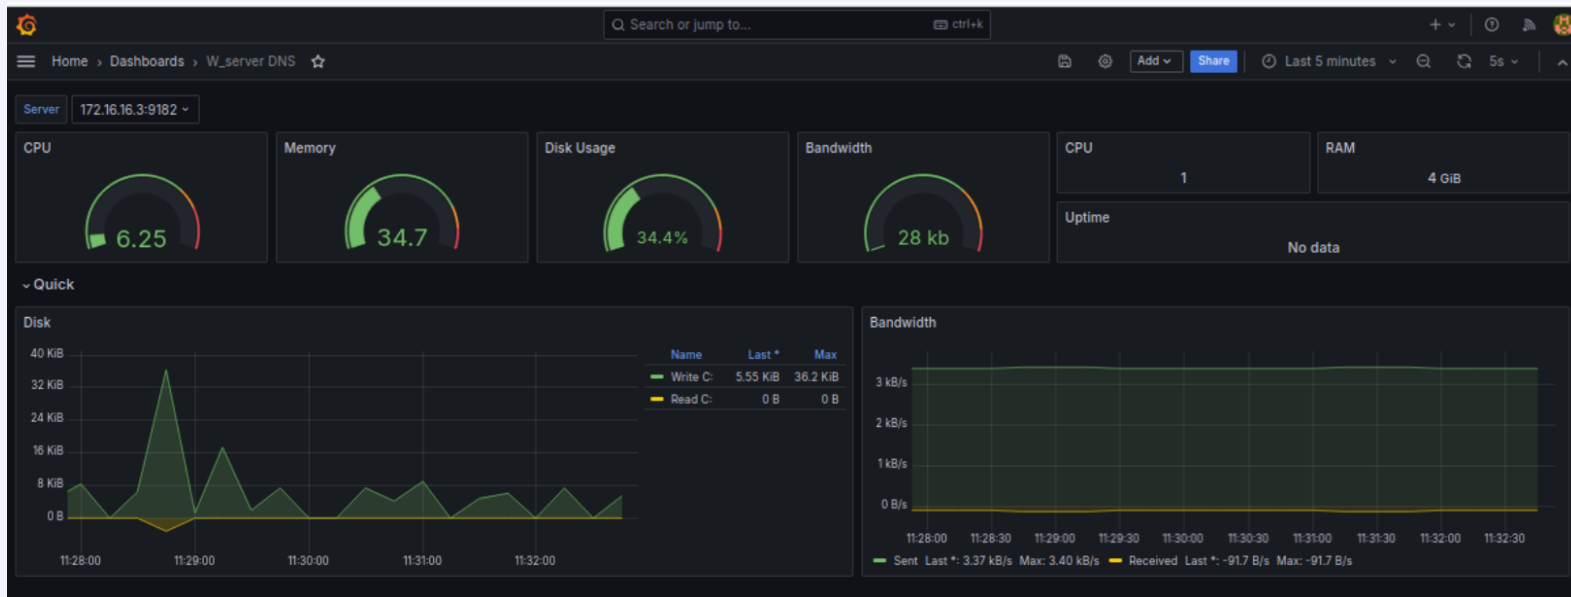 Search or jump to... ctrl+k
Home › Dashboards › W_server DNS Add Share Last 5 minutes 5s
Server 172.16.16.3:9182
CPU Memory Disk Usage Bandwidth CPU RAM
1 4 GiB
6.25 34.7 34.4% 28 kb
Uptime
No data
Quick
Disk
40 KiB
32 KiB
24 KiB
16 KiB
8 KiB
0 B
11:28:00 11:29:00 11:30:00 11:31:00 11:32:00
Name Last * Max
Write C: 5.55 KiB 36.2 KiB
Read C: 0 B 0 B
Bandwidth
3 kB/s
2 kB/s
1 kB/s
0 B/s
11:28:00 11:28:30 11:29:00 11:29:30 11:30:00 11:30:30 11:31:00 11:31:30 11:32:00 11:32:30
Sent Last *: 3.37 kB/s Max: 3.40 kB/s Received Last *: -91.7 B/s Max: -91.7 B/s